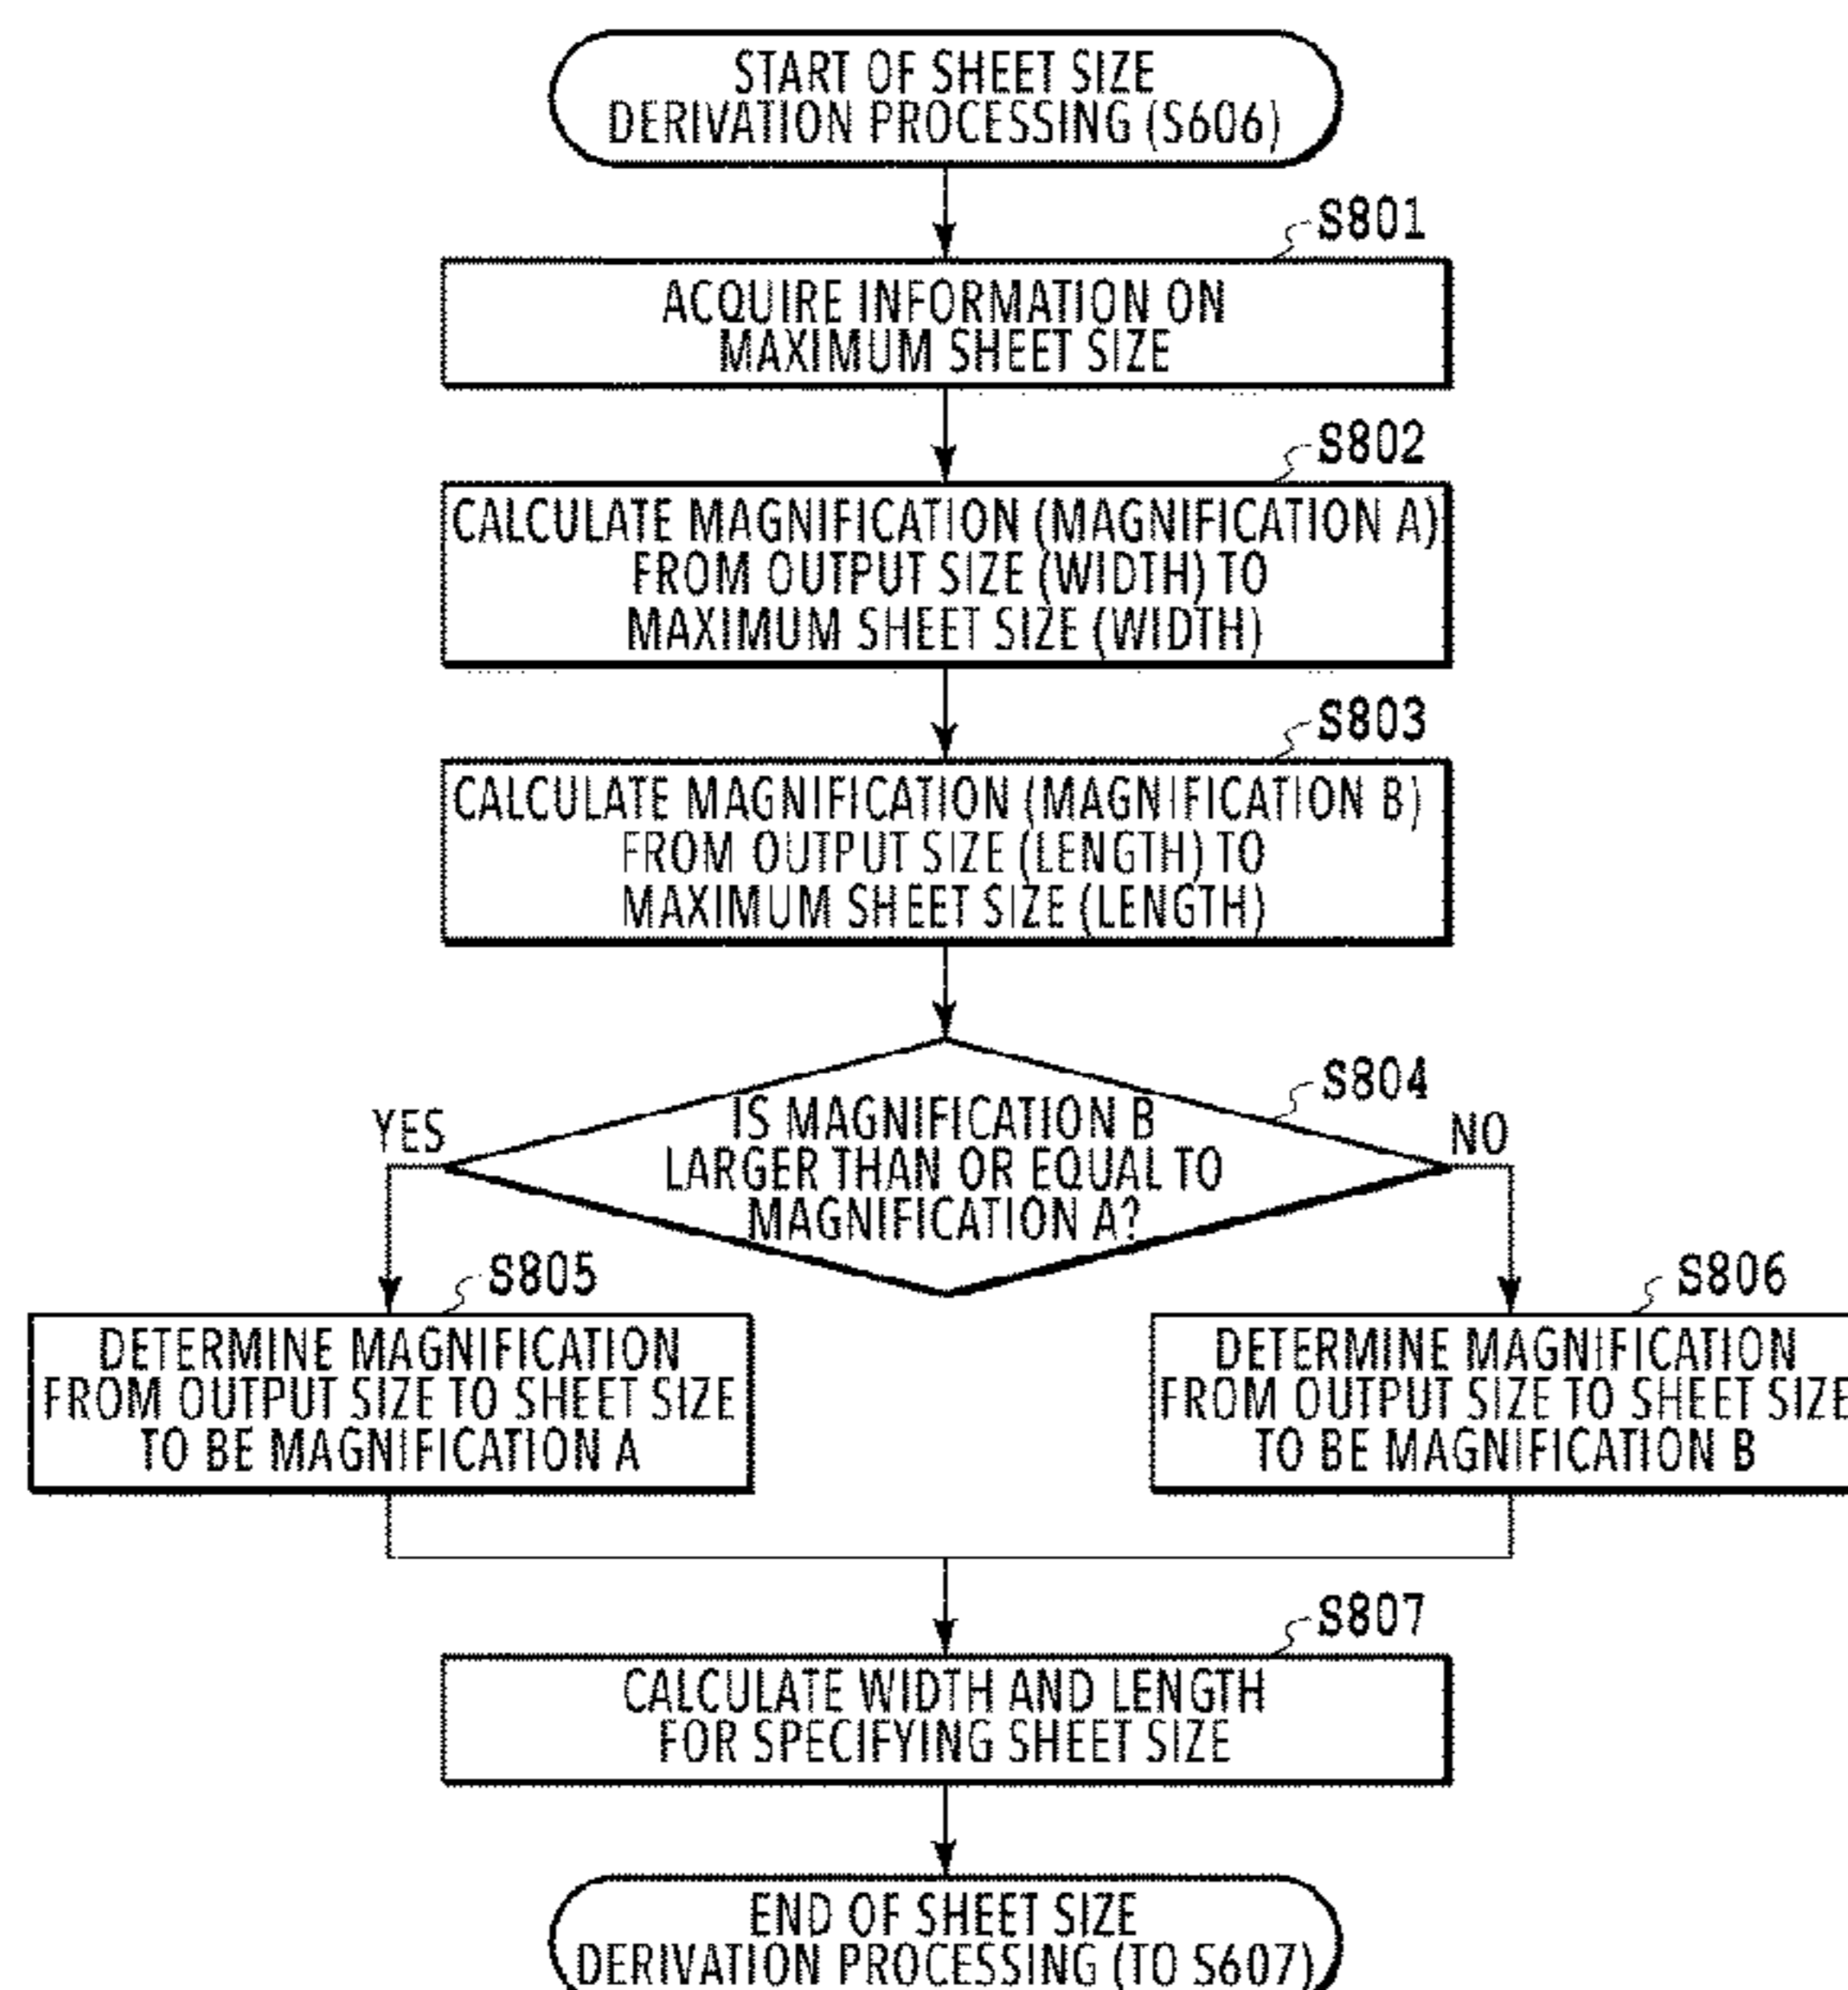 START OF SHEET SIZE
DERIVATION PROCESSING (S606)
S801
ACQUIRE INFORMATION ON
MAXIMUM SHEET SIZE
S802
CALCULATE MAGNIFICATION (MAGNIFICATION A)
FROM OUTPUT SIZE (WIDTH) TO
MAXIMUM SHEET SIZE (WIDTH)
S803
CALCULATE MAGNIFICATION (MAGNIFICATION B)
FROM OUTPUT SIZE (LENGTH) TO
MAXIMUM SHEET SIZE (LENGTH)
S804
YES
NO
IS MAGNIFICATION B
LARGER THAN OR EQUAL TO
MAGNIFICATION A?
S805
DETERMINE MAGNIFICATION
FROM OUTPUT SIZE TO SHEET SIZE
TO BE MAGNIFICATION A
S806
DETERMINE MAGNIFICATION
FROM OUTPUT SIZE TO SHEET SIZE
TO BE MAGNIFICATION B
S807
CALCULATE WIDTH AND LENGTH
FOR SPECIFYING SHEET SIZE
END OF SHEET SIZE
DERIVATION PROCESSING (TO S607)